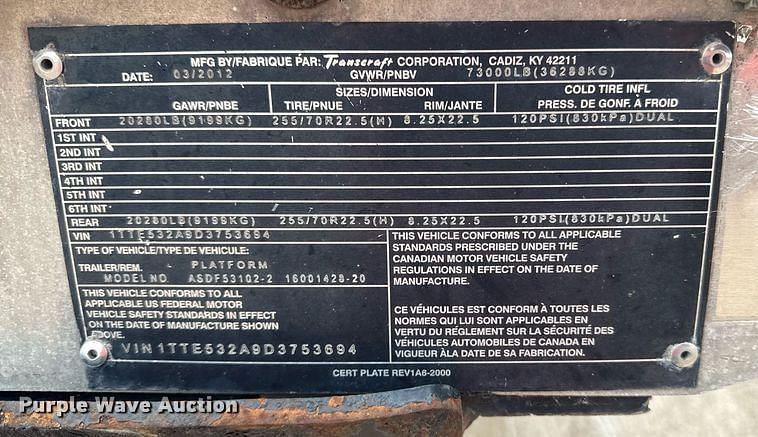 MFG BY/FABRIQUE PAR: Transcraft CORPORATION, CADIZ, KY 42211
DATE: 03/2012 GVWR/PNBV 73000LB(36288KG)
SIZES/DIMENSION COLD TIRE INFL
GAWR/PNBE TIRE/PNUE RIM/JANTE PRESS. DE GONF. À FROID
FRONT 20280LB(9199KG) 255/70R22.5(H) 8.25X22.5 120PSI(830kPa)DUAL
1ST INT
2ND INT
3RD INT
4TH INT
5TH INT
6TH INT
REAR 20280LB(9199KG) 255/70R22.5(H) 8.25X22.5 120PSI(830kPa)DUAL
VIN 1TTE532A9D3753694
TYPE OF VEHICLE/TYPE DE VEHICULE:
TRAILER/REM. PLATFORM
MODEL NO ASDF53102-2 16001428-20
THIS VEHICLE CONFORMS TO ALL
APPLICABLE US FEDERAL MOTOR
VEHICLE SAFETY STANDARDS IN EFFECT
ON THE DATE OF MANUFACTURE SHOWN
ABOVE.
VIN 1TTE532A9D3753694
THIS VEHICLE CONFORMS TO ALL APPLICABLE
STANDARDS PRESCRIBED UNDER THE
CANADIAN MOTOR VEHICLE SAFETY
REGULATIONS IN EFFECT ON THE DATE OF
MANUFACTURE.
CE VÉHICULES EST CONFORM À TOUTES LES
NORMES QUI LUI SONT APPLICABLES EN
VERTU DU RÉGLEMENT SUR LA SÉCURITÉ DES
VÉHICULES AUTOMOBILES DE CANADA EN
VIGUEUR À LA DATE DE SA FABRICATION.
CERT PLATE REV1A6-2000
Purple Wave Auction